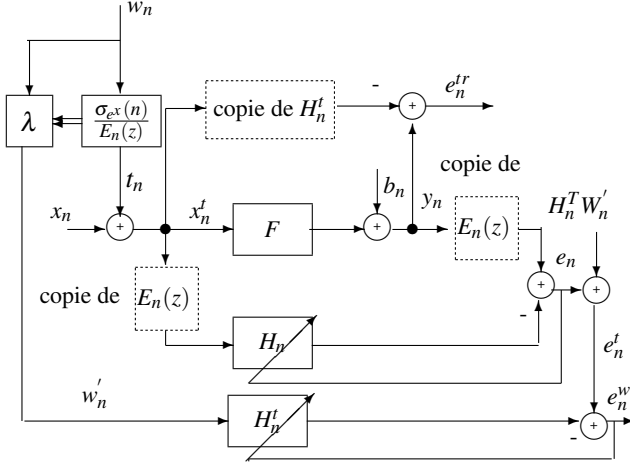 w_n
e_n^{tr}
-
+
copie de H_n^t
λ
σ_{e^x}(n)
E_n(z)
copie de
t_n
b_n
x_n
+
x_n^t
F
+
y_n
E_n(z)
H_n^T W_n^'
e_n
copie de
E_n(z)
+
+
-
H_n
e_n^t
w_n^'
e_n^w
H_n^t
+
-